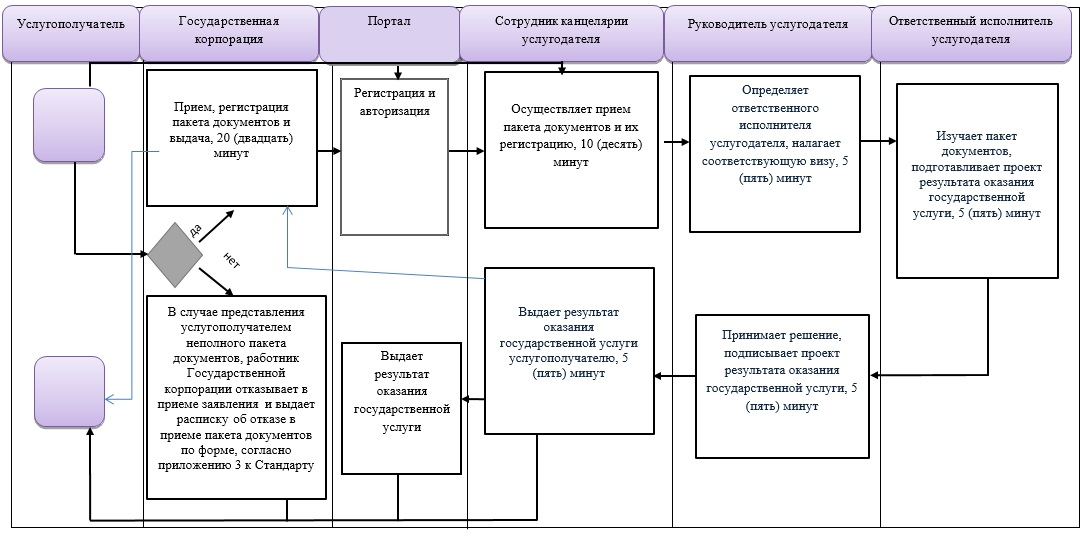 Услугополучатель
Государственная
корпорация
Портал
Сотрудник канцелярии
услугодателя
Руководитель услугодателя
Ответственный исполнитель
услугодателя
Прием, регистрация
пакета документов и
выдача, 20 (двадцать)
минут
Регистрация и
авторизация
Осуществляет прием
пакета документов и их
регистрацию, 10 (десять)
минут
Определяет
ответственного
исполнителя
услугодателя, налагает
соответствующую визу, 5
(пять) минут
Изучает пакет
документов,
подготавливает проект
результата оказания
государственной
услуги, 5 (пять) минут
да
нет
В случае представления
услугополучателем
неполного пакета
документов, работник
Государственной
корпорации отказывает в
приеме заявления и выдает
расписку об отказе в
приеме пакета документов
по форме, согласно
приложению 3 к Стандарту
Выдает
результат
оказания
государственной
услуги
Выдает результат
оказания
государственной услуги
услугополучателю, 5
(пять) минут
Принимает решение,
подписывает проект
результата оказания
государственной услуги, 5
(пять) минут